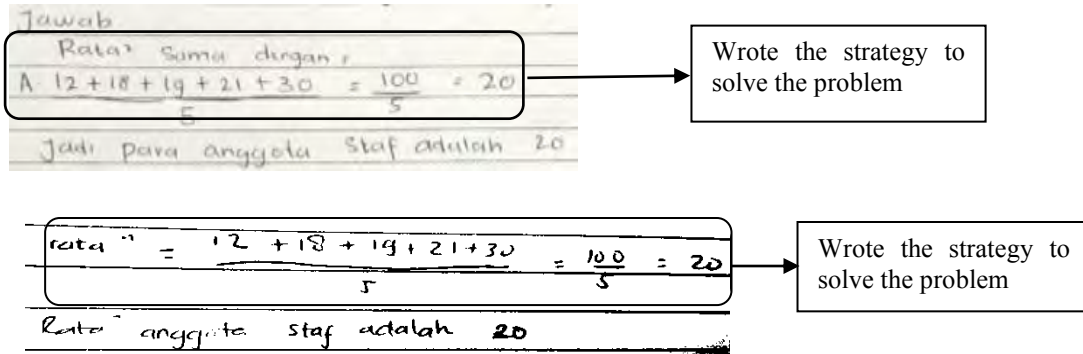 Jawab
Rata² sama dengan,
A. 12 + 18 + 19 + 21 + 30 / 5 = 100 / 5 = 20
Jadi para anggota staf adalah 20
Wrote the strategy to
solve the problem
rata " = 12 + 18 + 19 + 21 + 30 / 5 = 100 / 5 = 20
Rata " anggota staf adalah 20
Wrote the strategy to
solve the problem